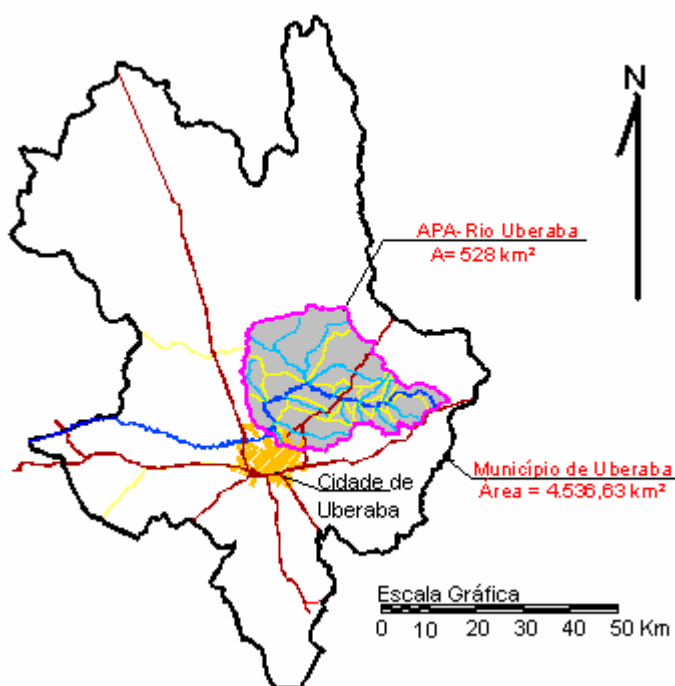 N
APA- Rio Uberaba
A= 528 km²
Município de Uberaba
Área = 4.536,63 km²
Cidade de
Uberaba
Escala Gráfica
0 10 20 30 40 50 Km